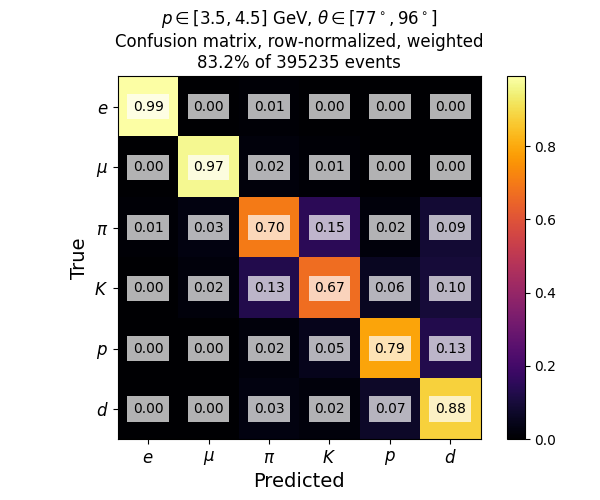 p ∈ [3.5, 4.5] GeV, θ ∈ [77°, 96°]
Confusion matrix, row-normalized, weighted
83.2% of 395235 events
e 0.99 0.00 0.01 0.00 0.00 0.00
μ 0.00 0.97 0.02 0.01 0.00 0.00
π 0.01 0.03 0.70 0.15 0.02 0.09
K 0.00 0.02 0.13 0.67 0.06 0.10
p 0.00 0.00 0.02 0.05 0.79 0.13
d 0.00 0.00 0.03 0.02 0.07 0.88
e μ π K p d
True
Predicted
0.8
0.6
0.4
0.2
0.0